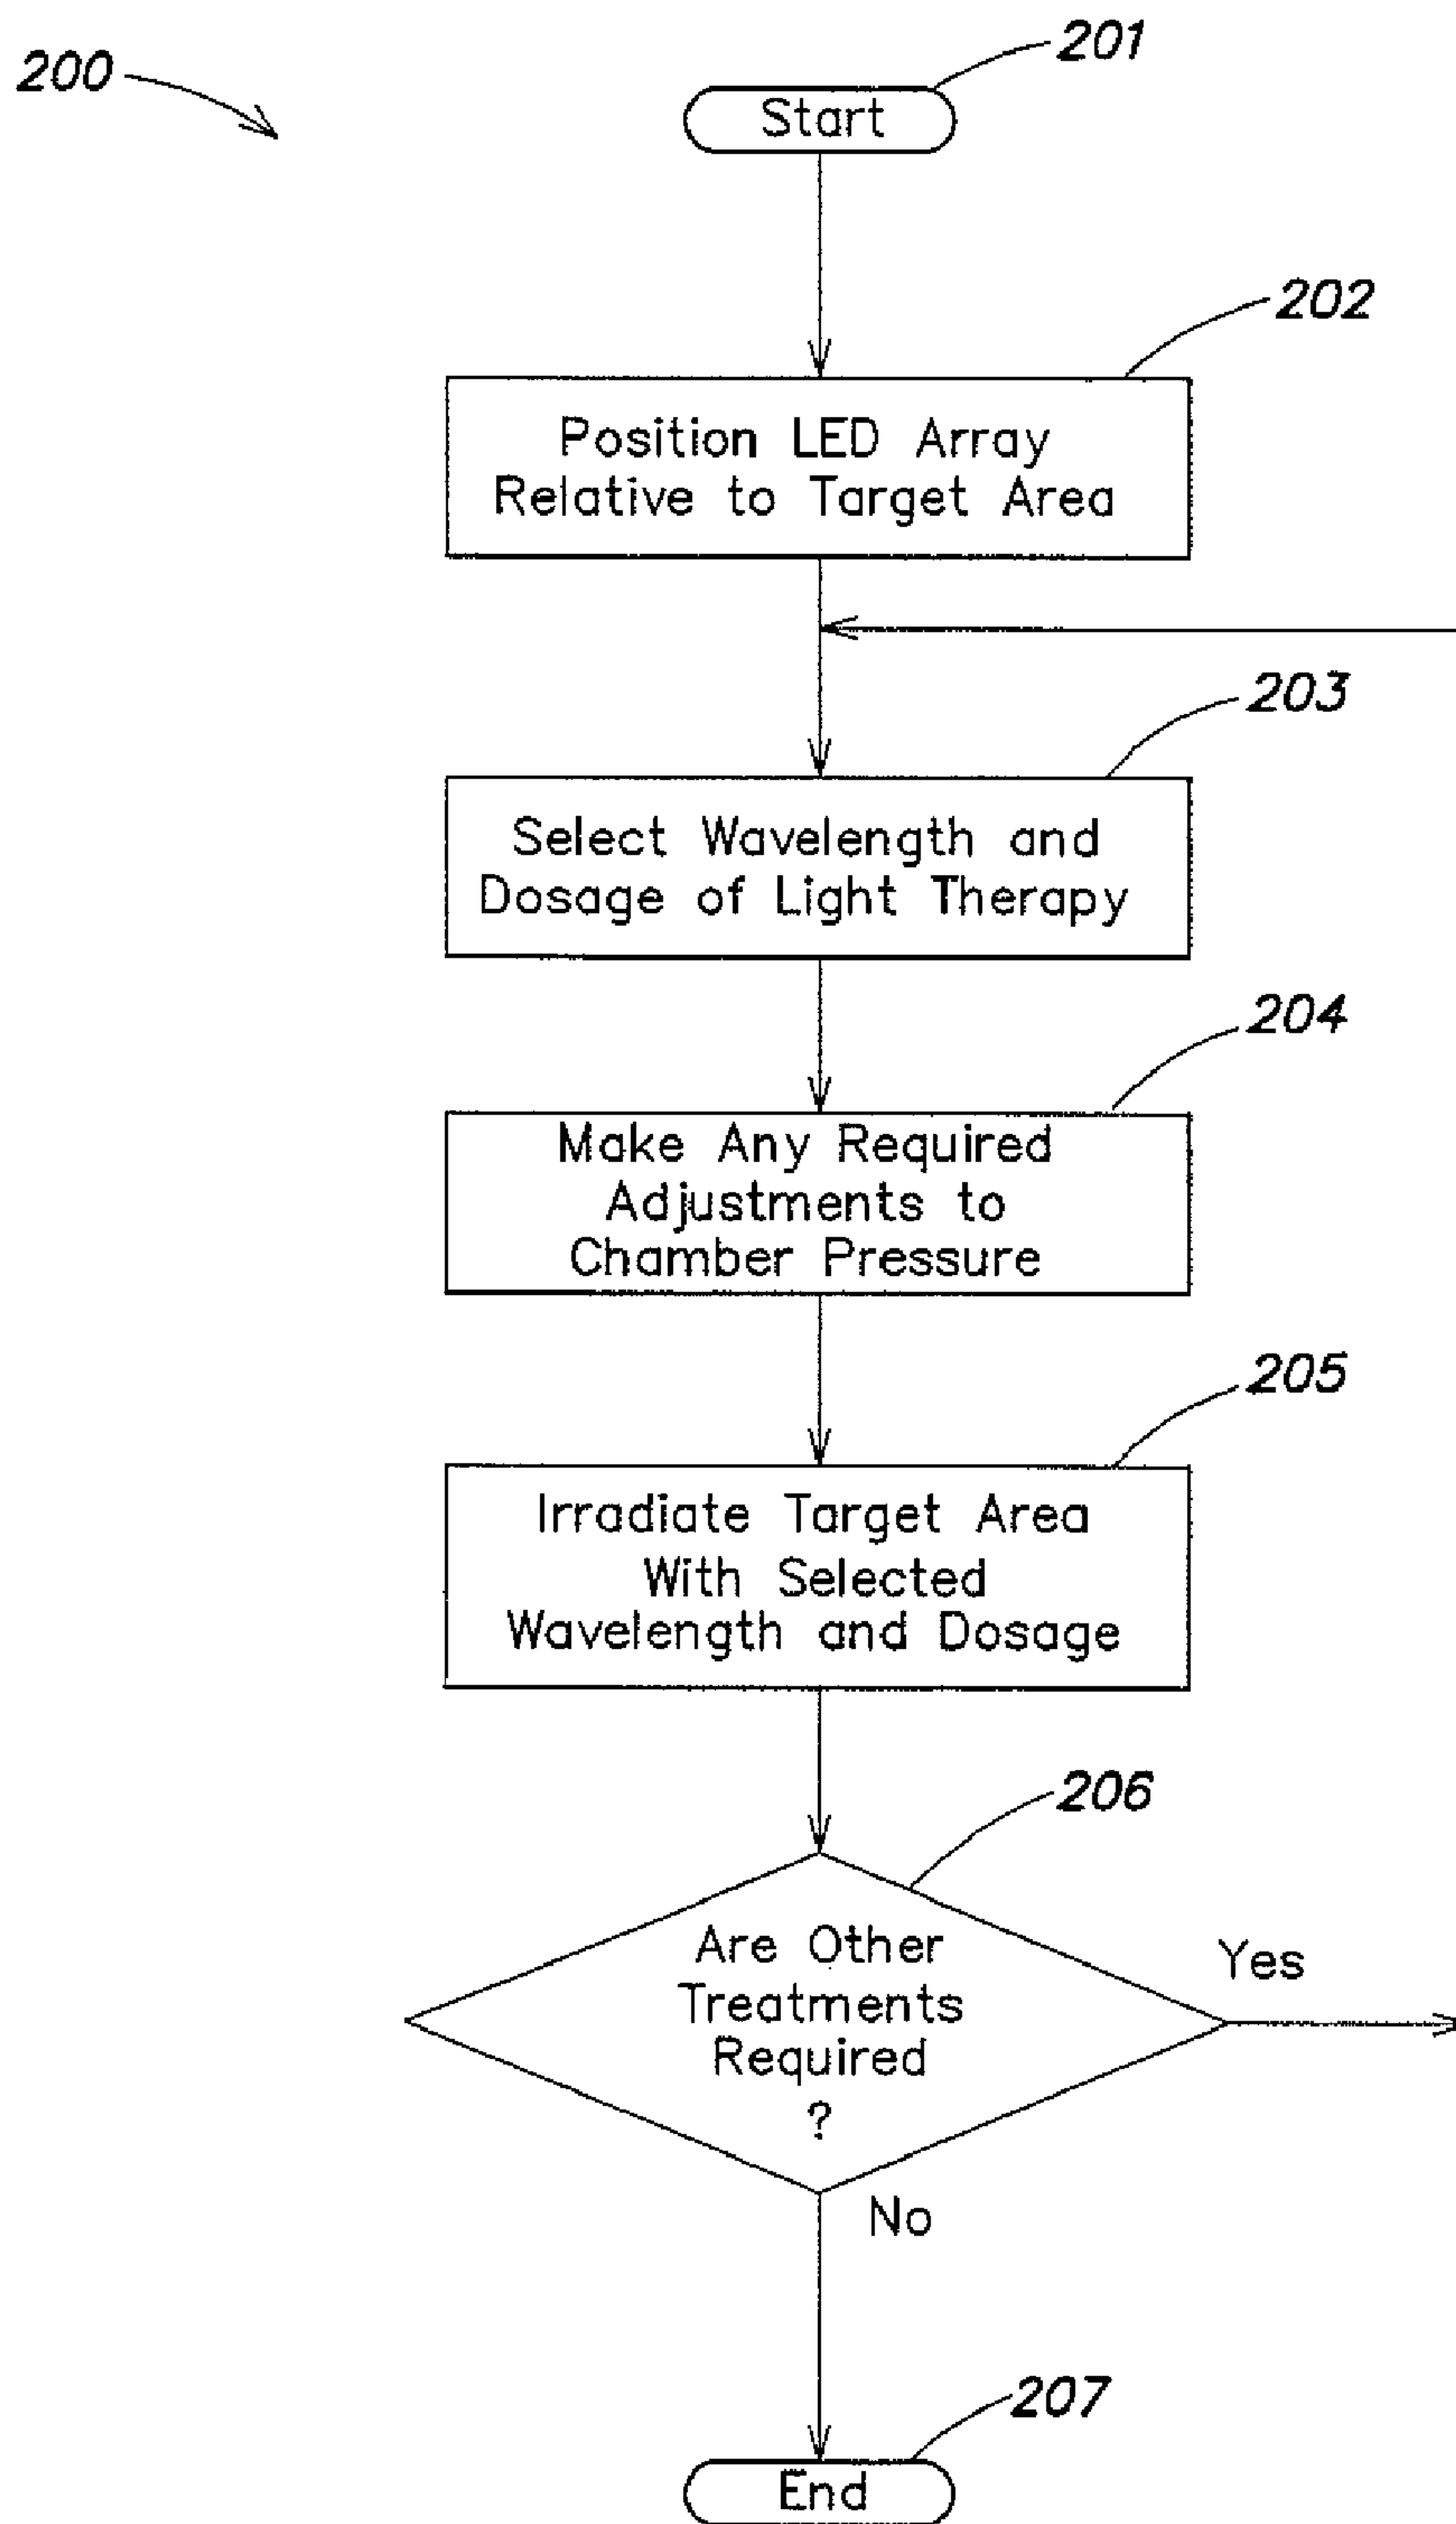 200
201
Start
202
Position LED Array
Relative to Target Area
203
Select Wavelength and
Dosage of Light Therapy
204
Make Any Required
Adjustments to
Chamber Pressure
205
Irradiate Target Area
With Selected
Wavelength and Dosage
206
Are Other
Treatments
Required
?
Yes
No
207
End